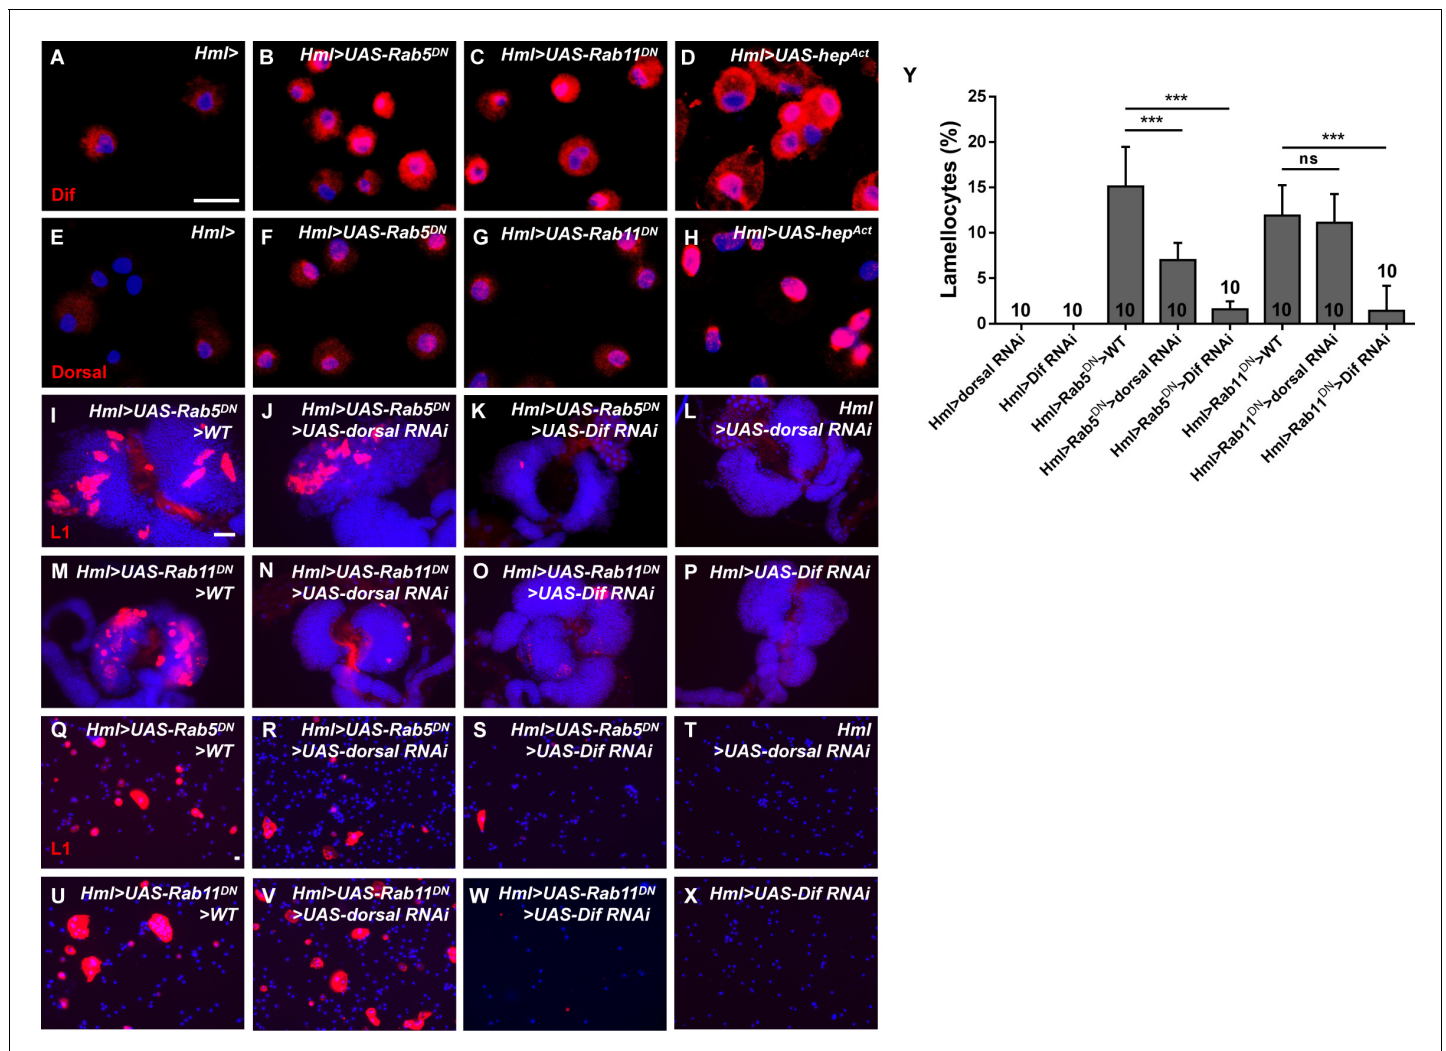 A Hml>
Dif
B Hml>UAS-Rab5DN
C Hml>UAS-Rab11DN
D Hml>UAS-hepAct
E Hml>
Dorsal
F Hml>UAS-Rab5DN
G Hml>UAS-Rab11DN
H Hml>UAS-hepAct
I Hml>UAS-Rab5DN
>WT
L1
J Hml>UAS-Rab5DN
>UAS-dorsal RNAi
K Hml>UAS-Rab5DN
>UAS-Dif RNAi
L Hml
>UAS-dorsal RNAi
M Hml>UAS-Rab11DN
>WT
N Hml>UAS-Rab11DN
>UAS-dorsal RNAi
O Hml>UAS-Rab11DN
>UAS-Dif RNAi
P Hml>UAS-Dif RNAi
Q Hml>UAS-Rab5DN
>WT
L1
R Hml>UAS-Rab5DN
>UAS-dorsal RNAi
S Hml>UAS-Rab5DN
>UAS-Dif RNAi
T Hml
>UAS-dorsal RNAi
U Hml>UAS-Rab11DN
>WT
V Hml>UAS-Rab11DN
>UAS-dorsal RNAi
W Hml>UAS-Rab11DN
>UAS-Dif RNAi
X Hml>UAS-Dif RNAi
Y
Lamellocytes (%)
25
20
15
10
5
0
***
***
***
ns
10
10
10
10
10
10
10
10
Hml>dorsal RNAi
Hml>Dif RNAi
Hml>Rab5DN>WT
Hml>Rab5DN>dorsal RNAi
Hml>Rab5DN>Dif RNAi
Hml>Rab11DN>WT
Hml>Rab11DN>dorsal RNAi
Hml>Rab11DN>Dif RNAi